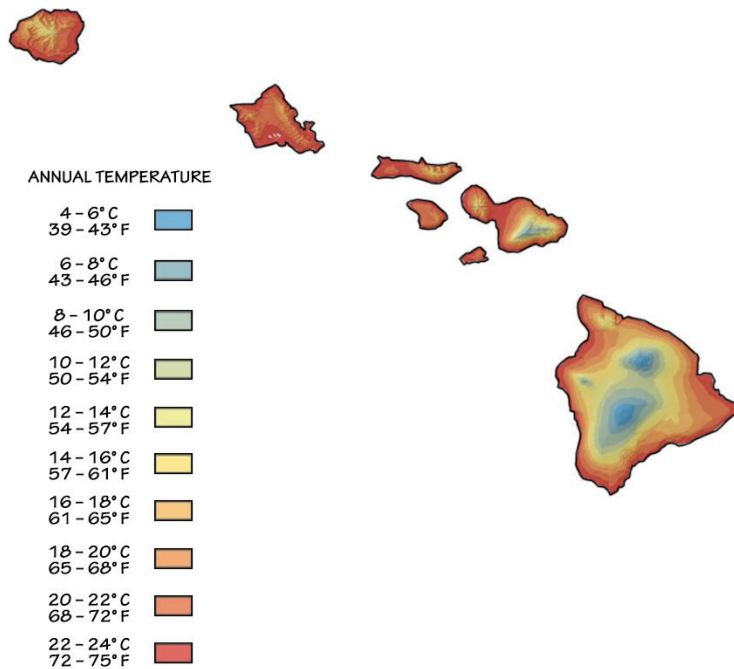 ANNUAL TEMPERATURE
4 – 6° C
39 – 43° F
6 – 8° C
43 – 46° F
8 – 10° C
46 – 50° F
10 – 12° C
50 – 54° F
12 – 14° C
54 – 57° F
14 – 16° C
57 – 61° F
16 – 18° C
61 – 65° F
18 – 20° C
65 – 68° F
20 – 22° C
68 – 72° F
22 – 24° C
72 – 75° F